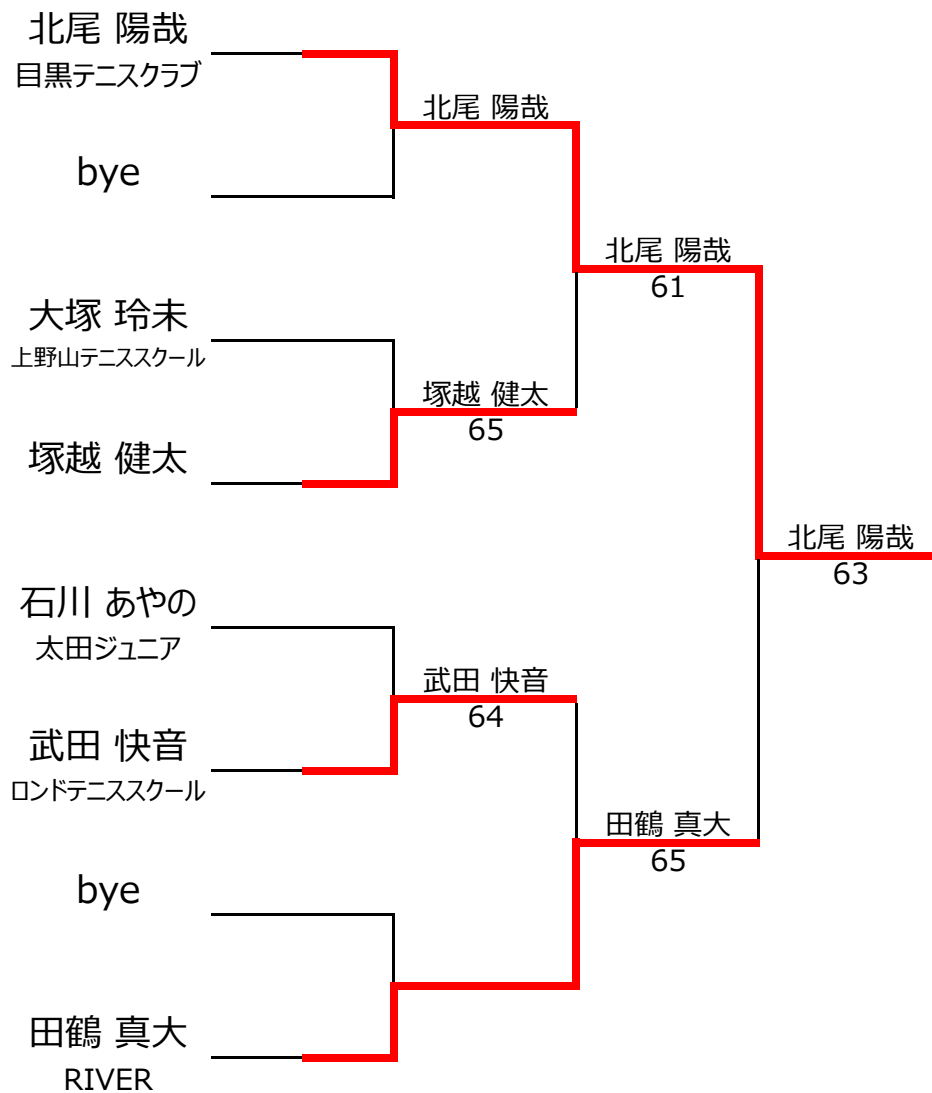 北尾 陽哉
目黒テニスクラブ
北尾 陽哉
bye
北尾 陽哉
61
大塚 玲未
上野山テニススクール
塚越 健太
65
塚越 健太
北尾 陽哉
63
石川 あやの
太田ジュニア
武田 快音
64
武田 快音
ロンドテニススクール
田鶴 真大
65
bye
田鶴 真大
RIVER